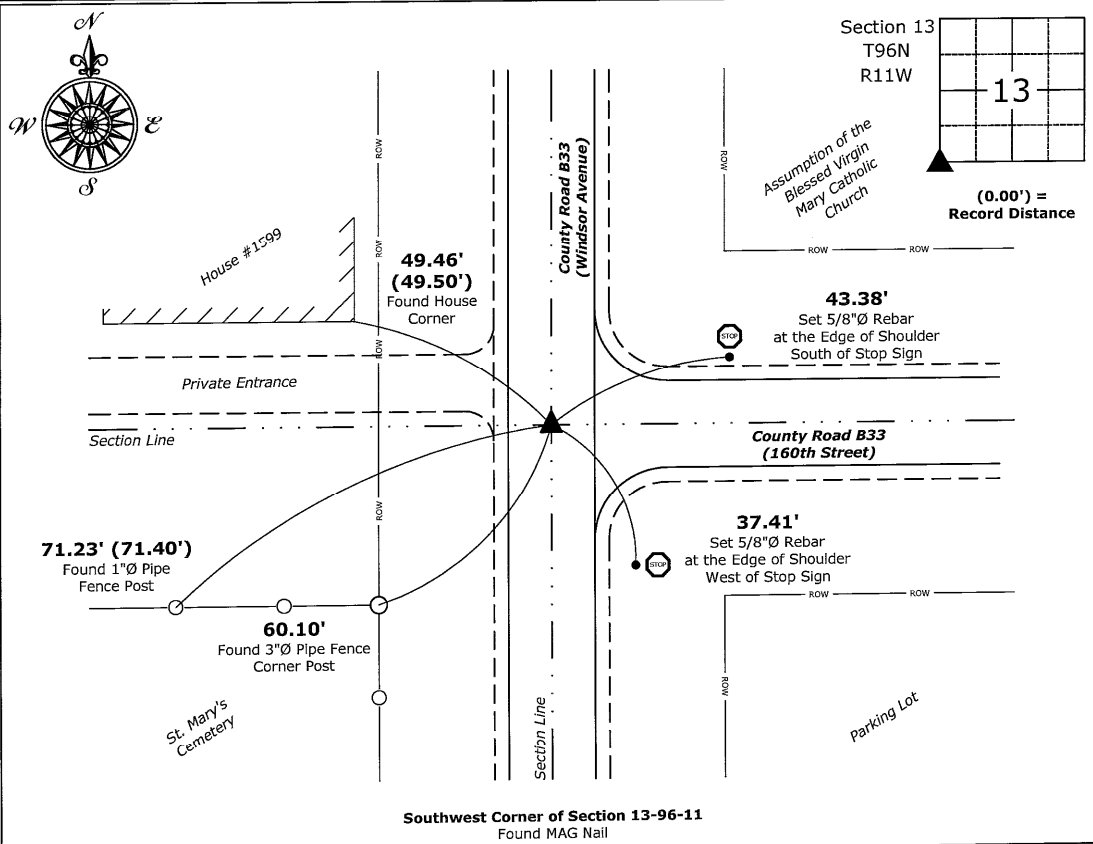 N
W
E
S
Section 13
T96N
R11W
13
(0.00') =
Record Distance
Assumption of the
Blessed Virgin
Mary Catholic
Church
County Road B33
(Windsor Avenue)
ROW
ROW
ROW
ROW
ROW
ROW
House #1599
49.46'
(49.50')
Found House
Corner
43.38'
Set 5/8"Ø Rebar
at the Edge of Shoulder
South of Stop Sign
STOP
Private Entrance
Section Line
County Road B33
(160th Street)
ROW
71.23' (71.40')
Found 1"Ø Pipe
Fence Post
37.41'
Set 5/8"Ø Rebar
at the Edge of Shoulder
West of Stop Sign
STOP
ROW
ROW
60.10'
Found 3"Ø Pipe Fence
Corner Post
ROW
St. Mary's
Cemetery
Section Line
Parking Lot
Southwest Corner of Section 13-96-11
Found MAG Nail